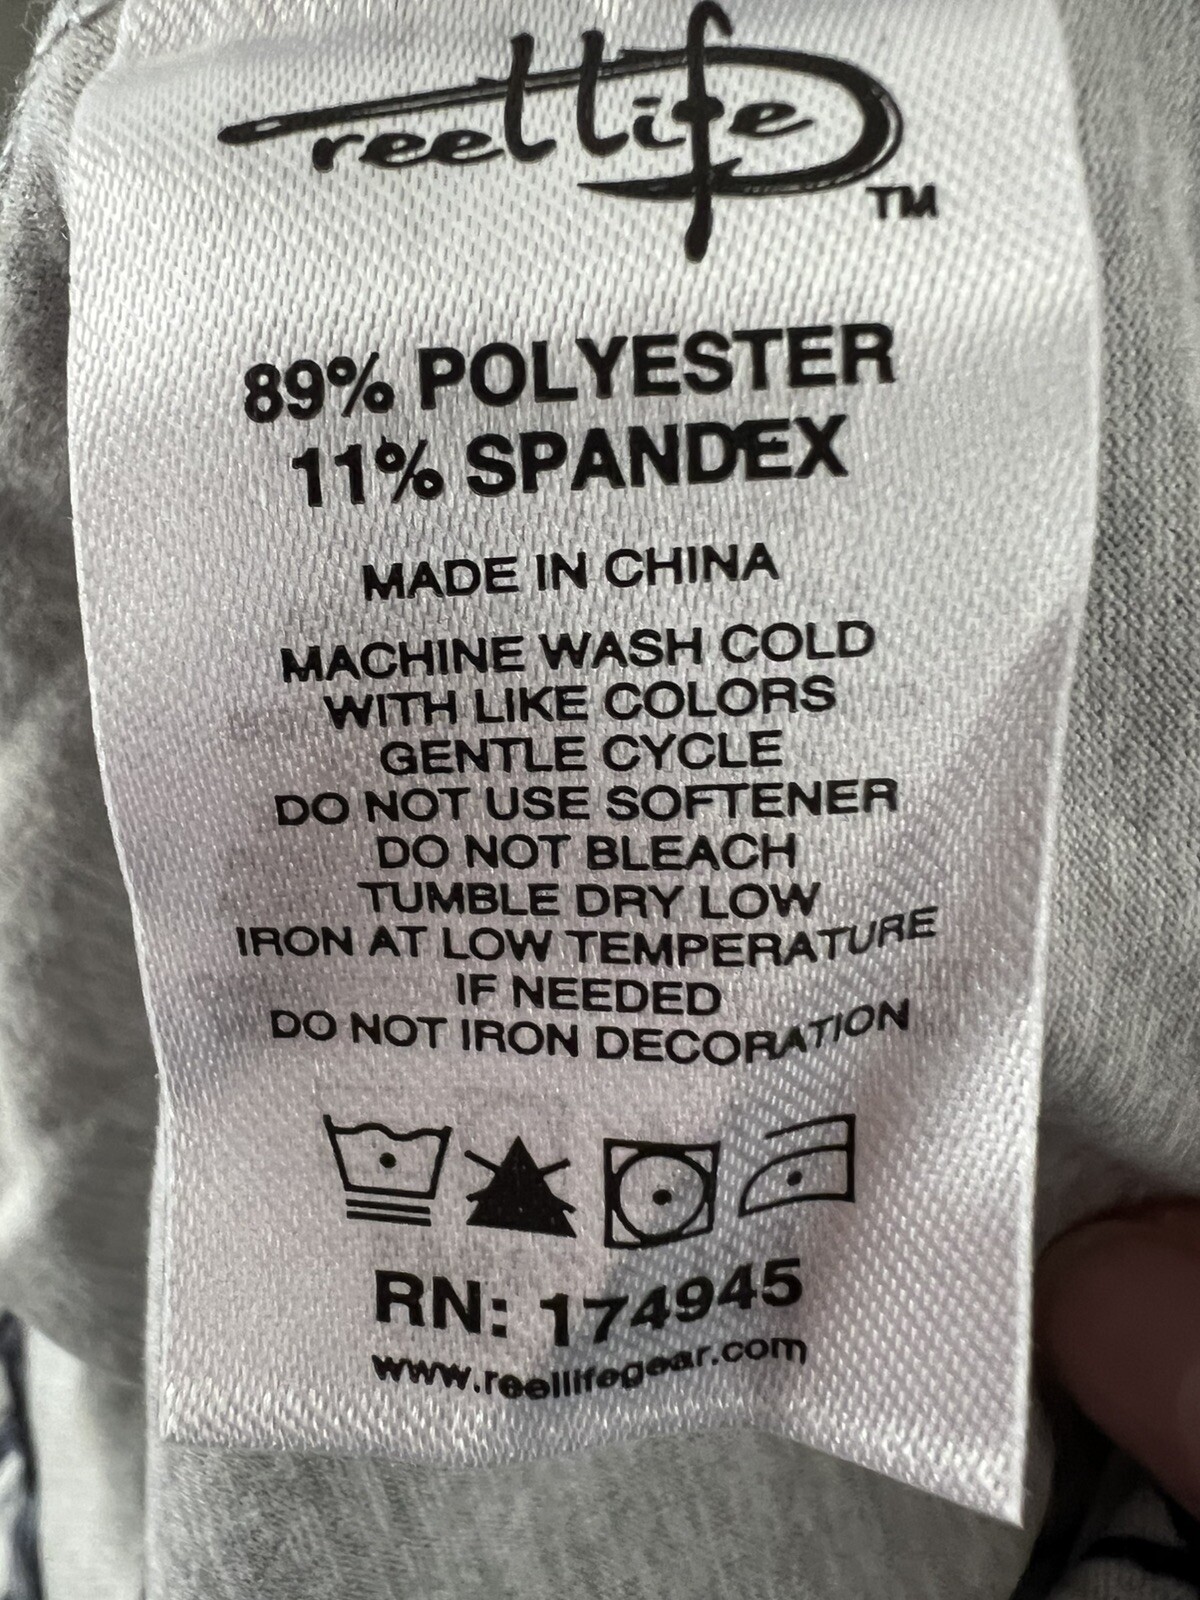 reel life
TM
89% POLYESTER
11% SPANDEX
MADE IN CHINA
MACHINE WASH COLD
WITH LIKE COLORS
GENTLE CYCLE
DO NOT USE SOFTENER
DO NOT BLEACH
TUMBLE DRY LOW
IRON AT LOW TEMPERATURE
IF NEEDED
DO NOT IRON DECORATION
RN: 174945
www.reellifegear.com